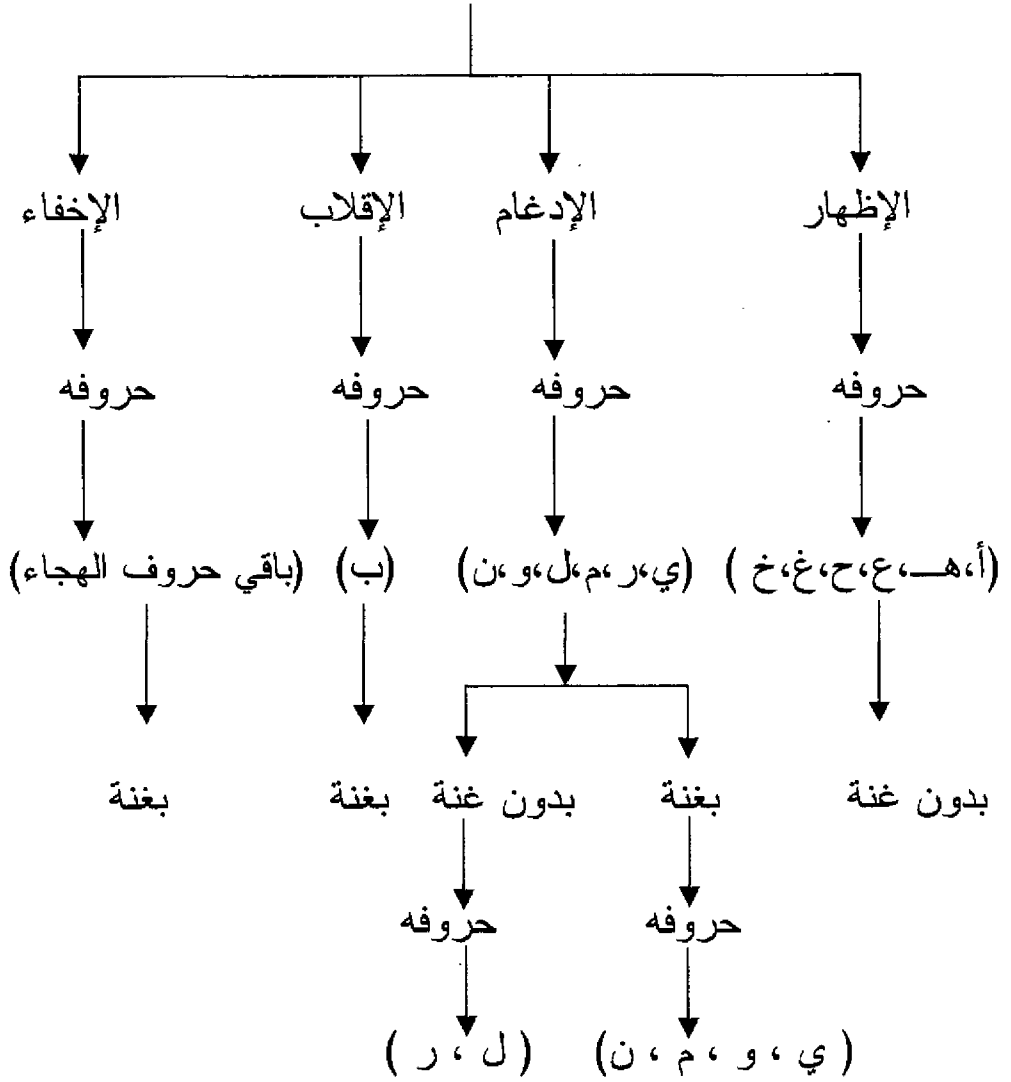 الإظهار الإدغام الإقلاب الإخفاء
حروفه حروفه حروفه حروفه
(أ،هـ،ع،ح،غ،خ ) (ي،ر،م،ل،و،ن) (ب) (باقي حروف الهجاء)
بدون غنة بغنة بدون غنة بغنة بغنة
حروفه حروفه
( ي ، و ، م ، ن) ( ل ، ر )